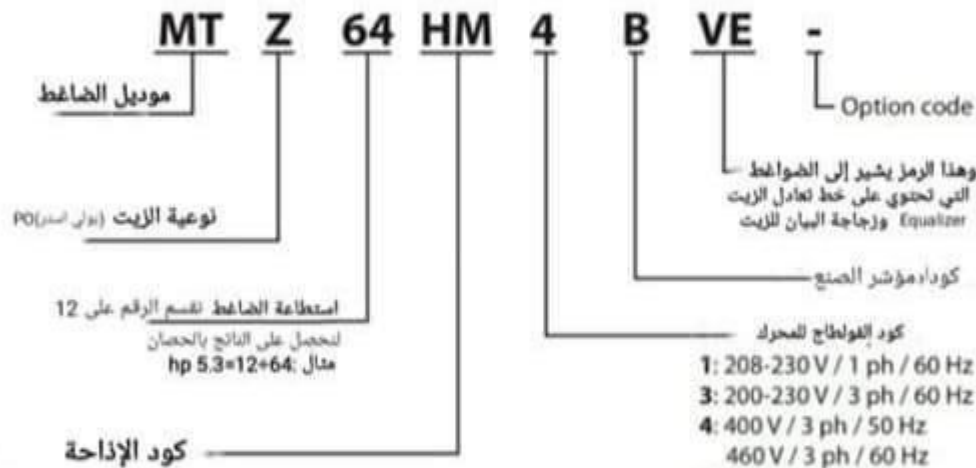 MT Z 64 HM 4 B VE -
موديل الضاغط
Option code
وهذا الرمز يشير إلى الضواغط
التي تحتوي على خط تعادل الزيت
Equalizer وزجاجة البيان للزيت
نوعية الزيت (بولى استر)PO
كود/مؤشر الصنع
استطاعة الضاغط نقسم الرقم على 12
لنحصل على الناتج بالحصان
مثال :64÷12=5.3 hp
كود الفولطاج للمحرك
1: 208-230 V / 1 ph / 60 Hz
3: 200-230 V / 3 ph / 60 Hz
4: 400 V / 3 ph / 50 Hz
460 V / 3 ph / 60 Hz
كود الإزاحة